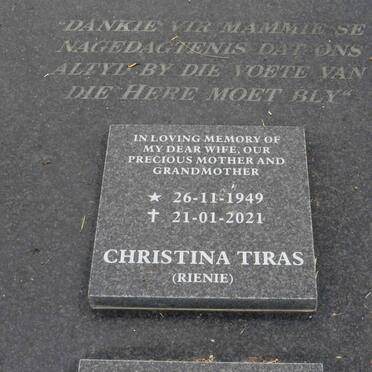 "DANKIE VIR MAMMIE SE
NAGEDAGTENIS DAT ONS
ALTYD BY DIE VOETE VAN
DIE HERE MOET BLY"
IN LOVING MEMORY OF
MY DEAR WIFE, OUR
PRECIOUS MOTHER AND
GRANDMOTHER
★ 26-11-1949
✝ 21-01-2021
CHRISTINA TIRAS
(RIENIE)